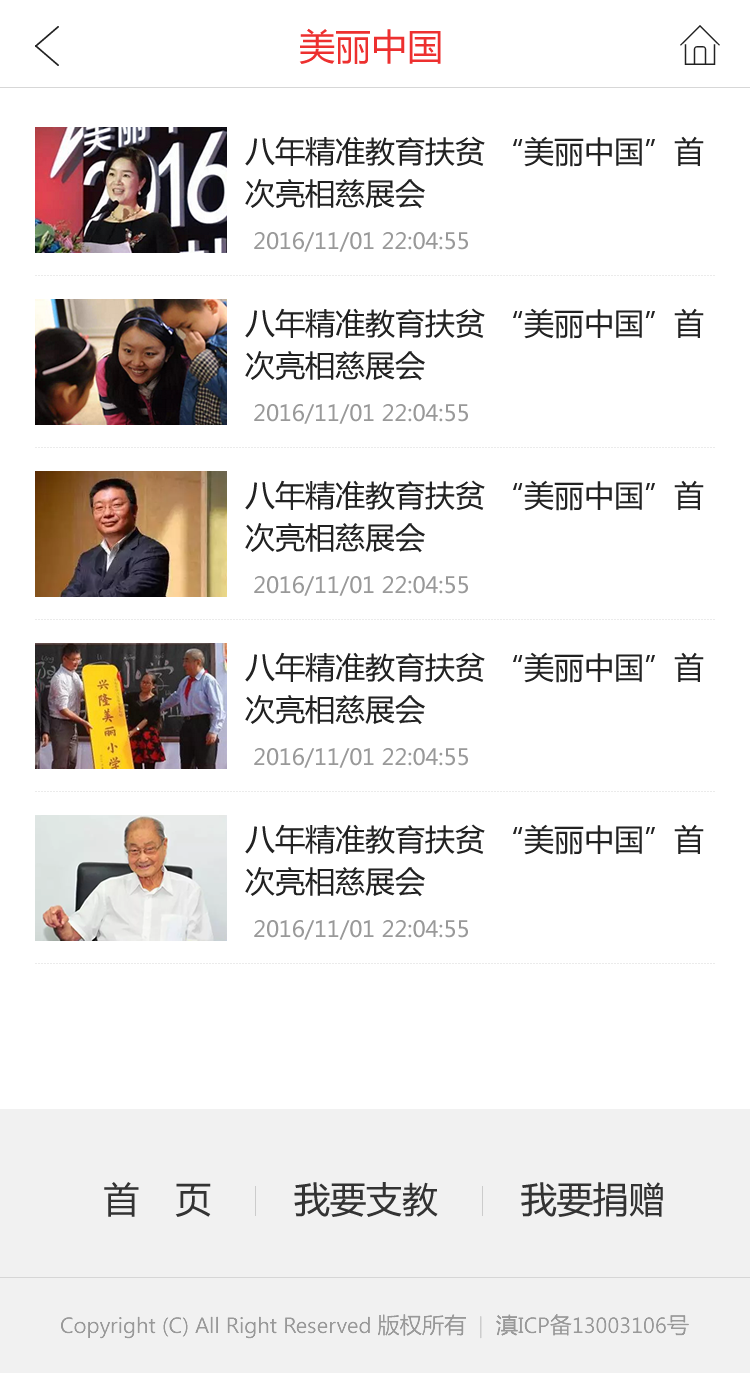 美丽中国
2016
八年精准教育扶贫 “美丽中国”首
次亮相慈展会
2016/11/01 22:04:55
八年精准教育扶贫 “美丽中国”首
次亮相慈展会
2016/11/01 22:04:55
八年精准教育扶贫 “美丽中国”首
次亮相慈展会
2016/11/01 22:04:55
兴隆美丽小学
八年精准教育扶贫 “美丽中国”首
次亮相慈展会
2016/11/01 22:04:55
八年精准教育扶贫 “美丽中国”首
次亮相慈展会
2016/11/01 22:04:55
首 页 | 我要支教 | 我要捐赠
Copyright (C) All Right Reserved 版权所有 | 滇ICP备13003106号